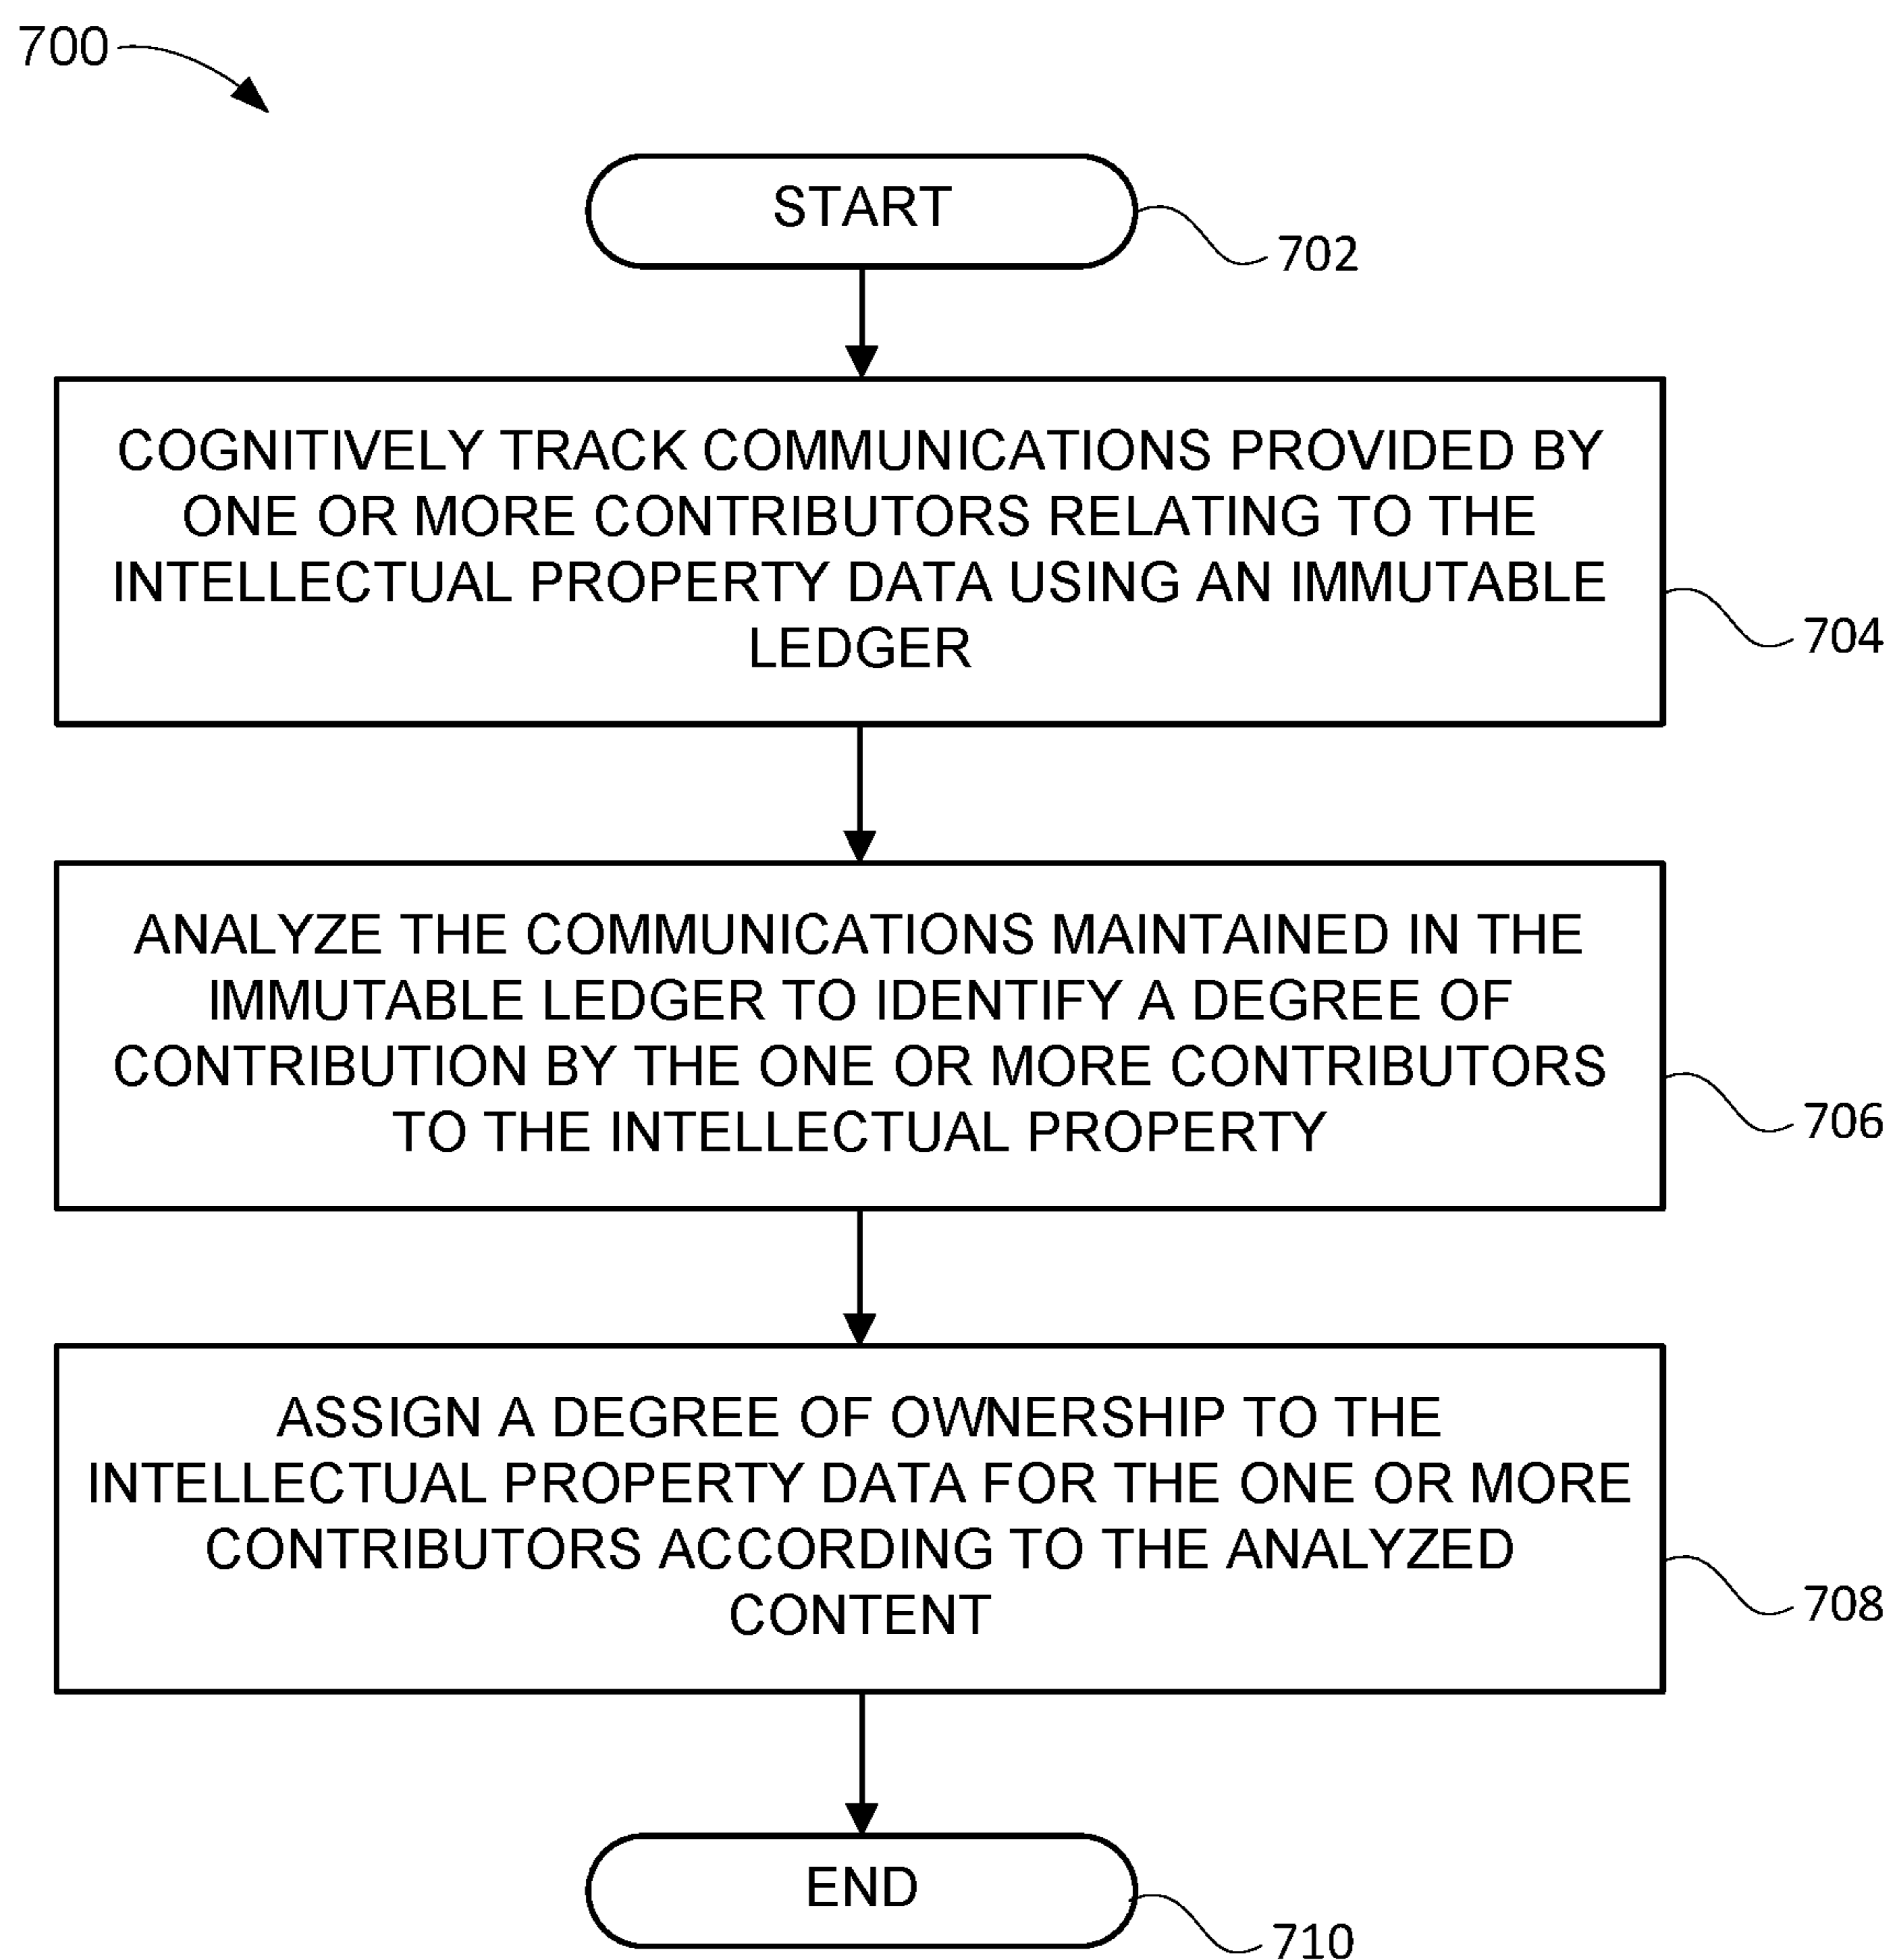 700
START
702
COGNITIVELY TRACK COMMUNICATIONS PROVIDED BY
ONE OR MORE CONTRIBUTORS RELATING TO THE
INTELLECTUAL PROPERTY DATA USING AN IMMUTABLE
LEDGER
704
ANALYZE THE COMMUNICATIONS MAINTAINED IN THE
IMMUTABLE LEDGER TO IDENTIFY A DEGREE OF
CONTRIBUTION BY THE ONE OR MORE CONTRIBUTORS
TO THE INTELLECTUAL PROPERTY
706
ASSIGN A DEGREE OF OWNERSHIP TO THE
INTELLECTUAL PROPERTY DATA FOR THE ONE OR MORE
CONTRIBUTORS ACCORDING TO THE ANALYZED
CONTENT
708
END
710